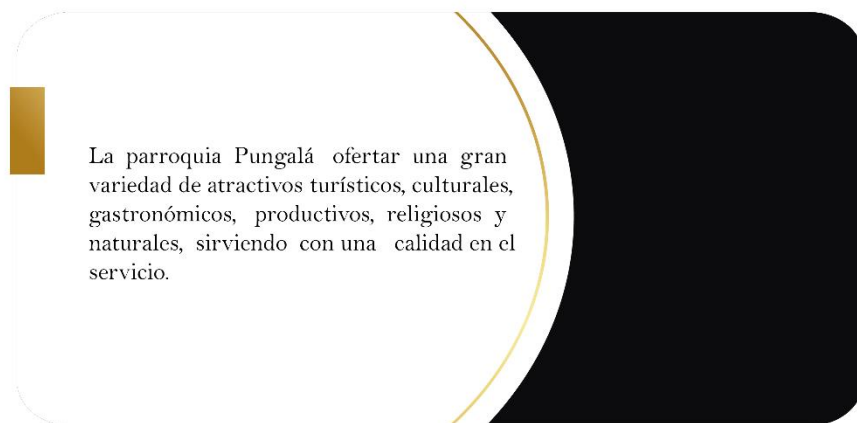 La parroquia Pungalá ofertar una gran
variedad de atractivos turísticos, culturales,
gastronómicos, productivos, religiosos y
naturales, sirviendo con una calidad en el
servicio.